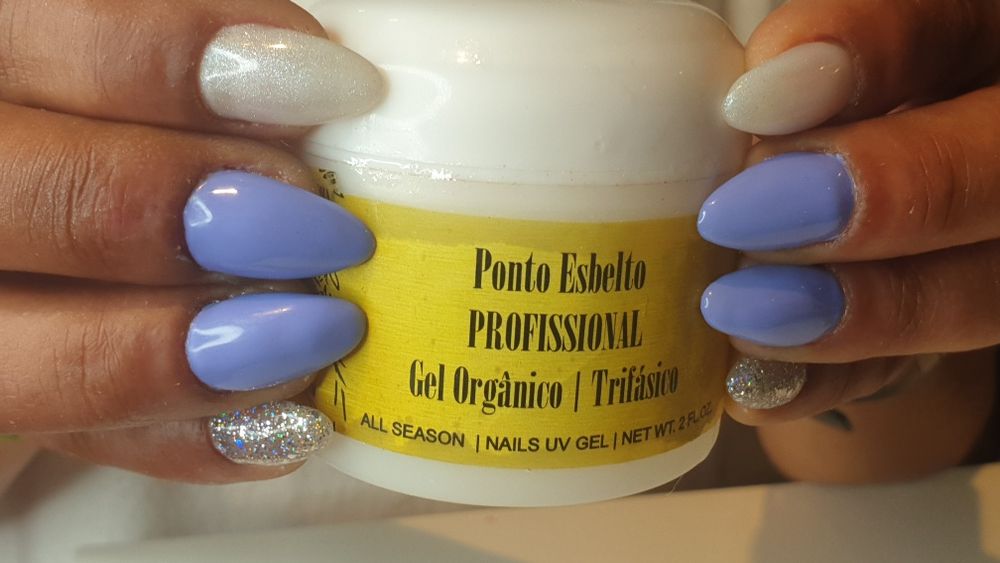 Ponto Esbelto
PROFISSIONAL
Gel Orgânico | Trifásico
ALL SEASON | NAILS UV GEL | NET WT. 2 FL.OZ.